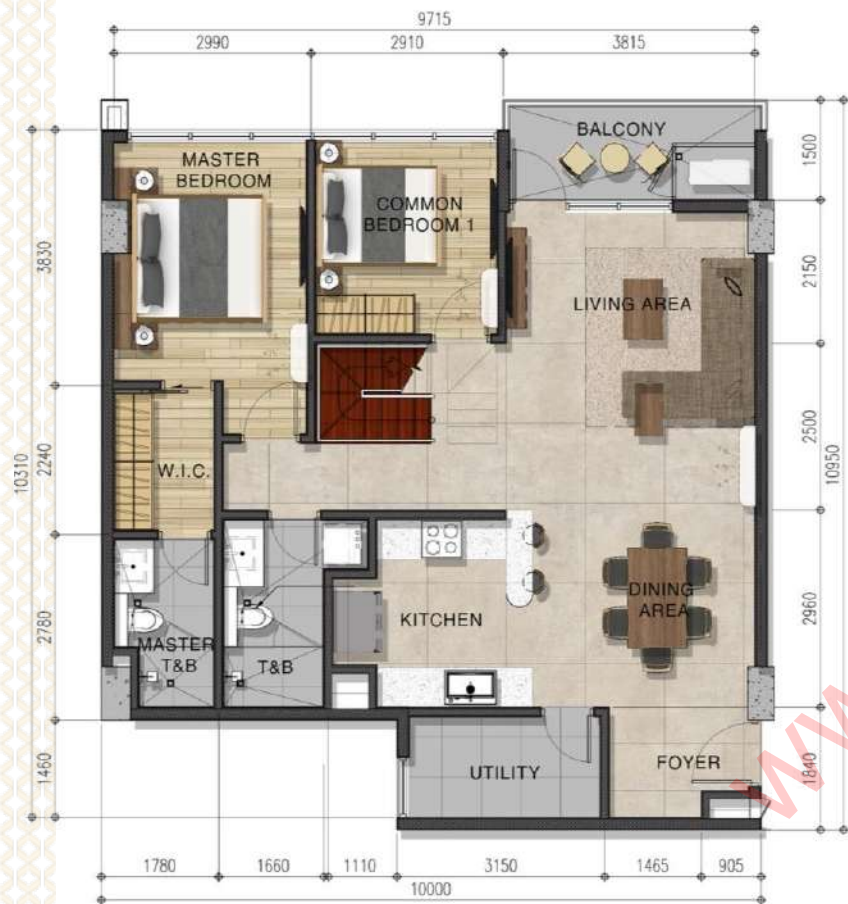 9715
2990
2910
3815
BALCONY
MASTER
BEDROOM
COMMON
BEDROOM 1
LIVING AREA
W.I.C.
KITCHEN
DINING
AREA
MASTER
T&B
T&B
UTILITY
FOYER
10310
3830
2240
2780
1460
1500
2150
2500
2960
1840
10950
1780
1660
1110
3150
1465
905
10000
WW